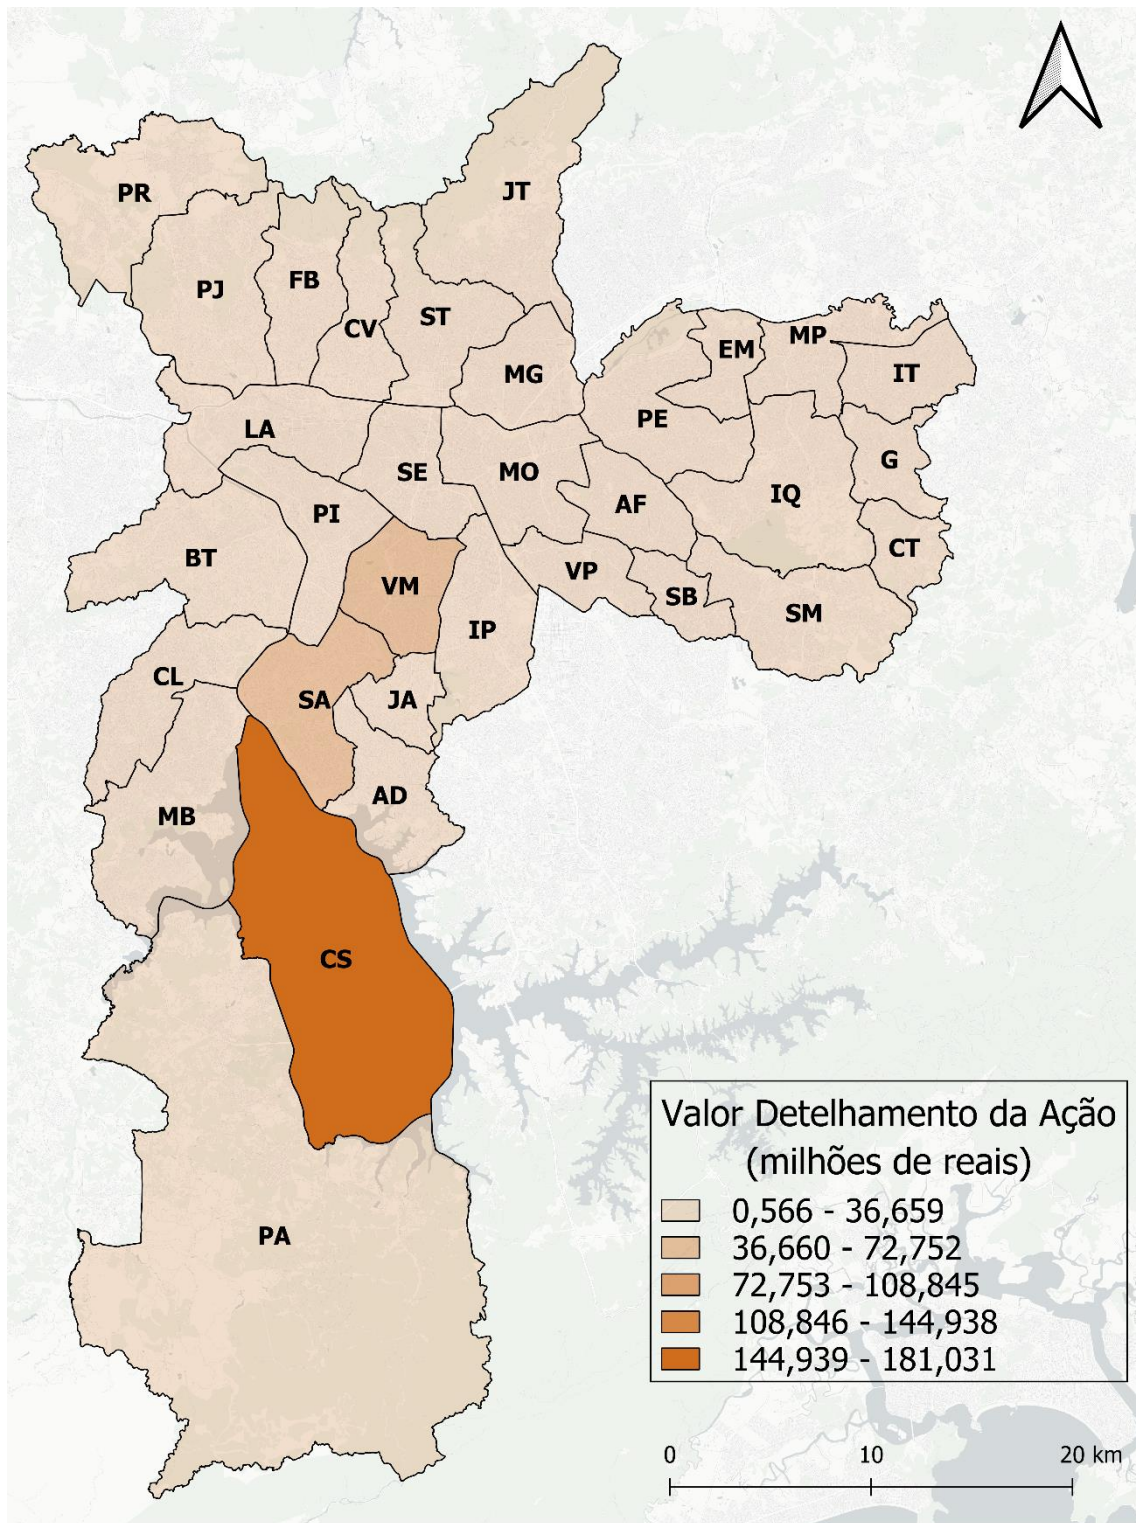 JT
PR
PJ
FB
CV
ST
MG
EM
MP
IT
PE
LA
SE
MO
G
IQ
AF
PI
CT
BT
VM
VP
SB
SM
IP
CL
SA
JA
MB
AD
CS
PA
Valor Detelhamento da Ação
(milhões de reais)
0,566 - 36,659
36,660 - 72,752
72,753 - 108,845
108,846 - 144,938
144,939 - 181,031
0 10 20 km